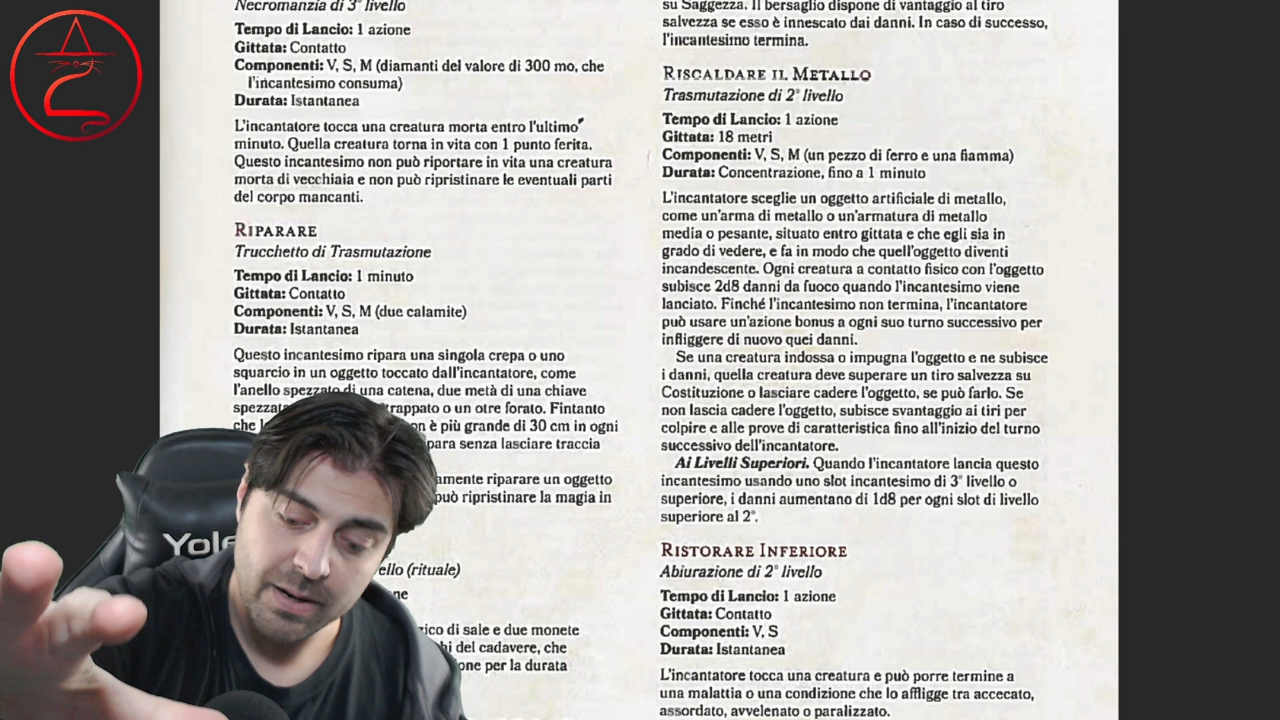 Necromanzia di 3° livello
Tempo di Lancio: 1 azione
Gittata: Contatto
Componenti: V, S, M (diamanti del valore di 300 mo, che
l'incantesimo consuma)
Durata: Istantanea
L'incantatore tocca una creatura morta entro l'ultimo
minuto. Quella creatura torna in vita con 1 punto ferita.
Questo incantesimo non può riportare in vita una creatura
morta di vecchiaia e non può ripristinare le eventuali parti
del corpo mancanti.
RIPARARE
Trucchetto di Trasmutazione
Tempo di Lancio: 1 minuto
Gittata: Contatto
Componenti: V, S, M (due calamite)
Durata: Istantanea
Questo incantesimo ripara una singola crepa o uno
squarcio in un oggetto toccato dall'incantatore, come
l'anello spezzato di una catena, due metà di una chiave
spezzata rappato o un otre forato. Fintanto
che l on è più grande di 30 cm in ogni
para senza lasciare traccia
amente riparare un oggetto
può ripristinare la magia in
Yole
ello (rituale)
ne
rico di sale e due monete
hi del cadavere, che
one per la durata
su Saggezza. Il bersaglio dispone di vantaggio al tiro
salvezza se esso è innescato dai danni. In caso di successo,
l'incantesimo termina.
RISCALDARE IL METALLO
Trasmutazione di 2° livello
Tempo di Lancio: 1 azione
Gittata: 18 metri
Componenti: V, S, M (un pezzo di ferro e una fiamma)
Durata: Concentrazione, fino a 1 minuto
L'incantatore sceglie un oggetto artificiale di metallo,
come un'arma di metallo o un'armatura di metallo
media o pesante, situato entro gittata e che egli sia in
grado di vedere, e fa in modo che quell'oggetto diventi
incandescente. Ogni creatura a contatto fisico con l'oggetto
subisce 2d8 danni da fuoco quando l'incantesimo viene
lanciato. Finché l'incantesimo non termina, l'incantatore
può usare un'azione bonus a ogni suo turno successivo per
infliggere di nuovo quei danni.
Se una creatura indossa o impugna l'oggetto e ne subisce
i danni, quella creatura deve superare un tiro salvezza su
Costituzione o lasciare cadere l'oggetto, se può farlo. Se
non lascia cadere l'oggetto, subisce svantaggio ai tiri per
colpire e alle prove di caratteristica fino all'inizio del turno
successivo dell'incantatore.
Ai Livelli Superiori. Quando l'incantatore lancia questo
incantesimo usando uno slot incantesimo di 3° livello o
superiore, i danni aumentano di 1d8 per ogni slot di livello
superiore al 2°.
RISTORARE INFERIORE
Abiurazione di 2° livello
Tempo di Lancio: 1 azione
Gittata: Contatto
Componenti: V, S
Durata: Istantanea
L'incantatore tocca una creatura e può porre termine a
una malattia o una condizione che lo affligge tra accecato,
assordato, avvelenato o paralizzato.